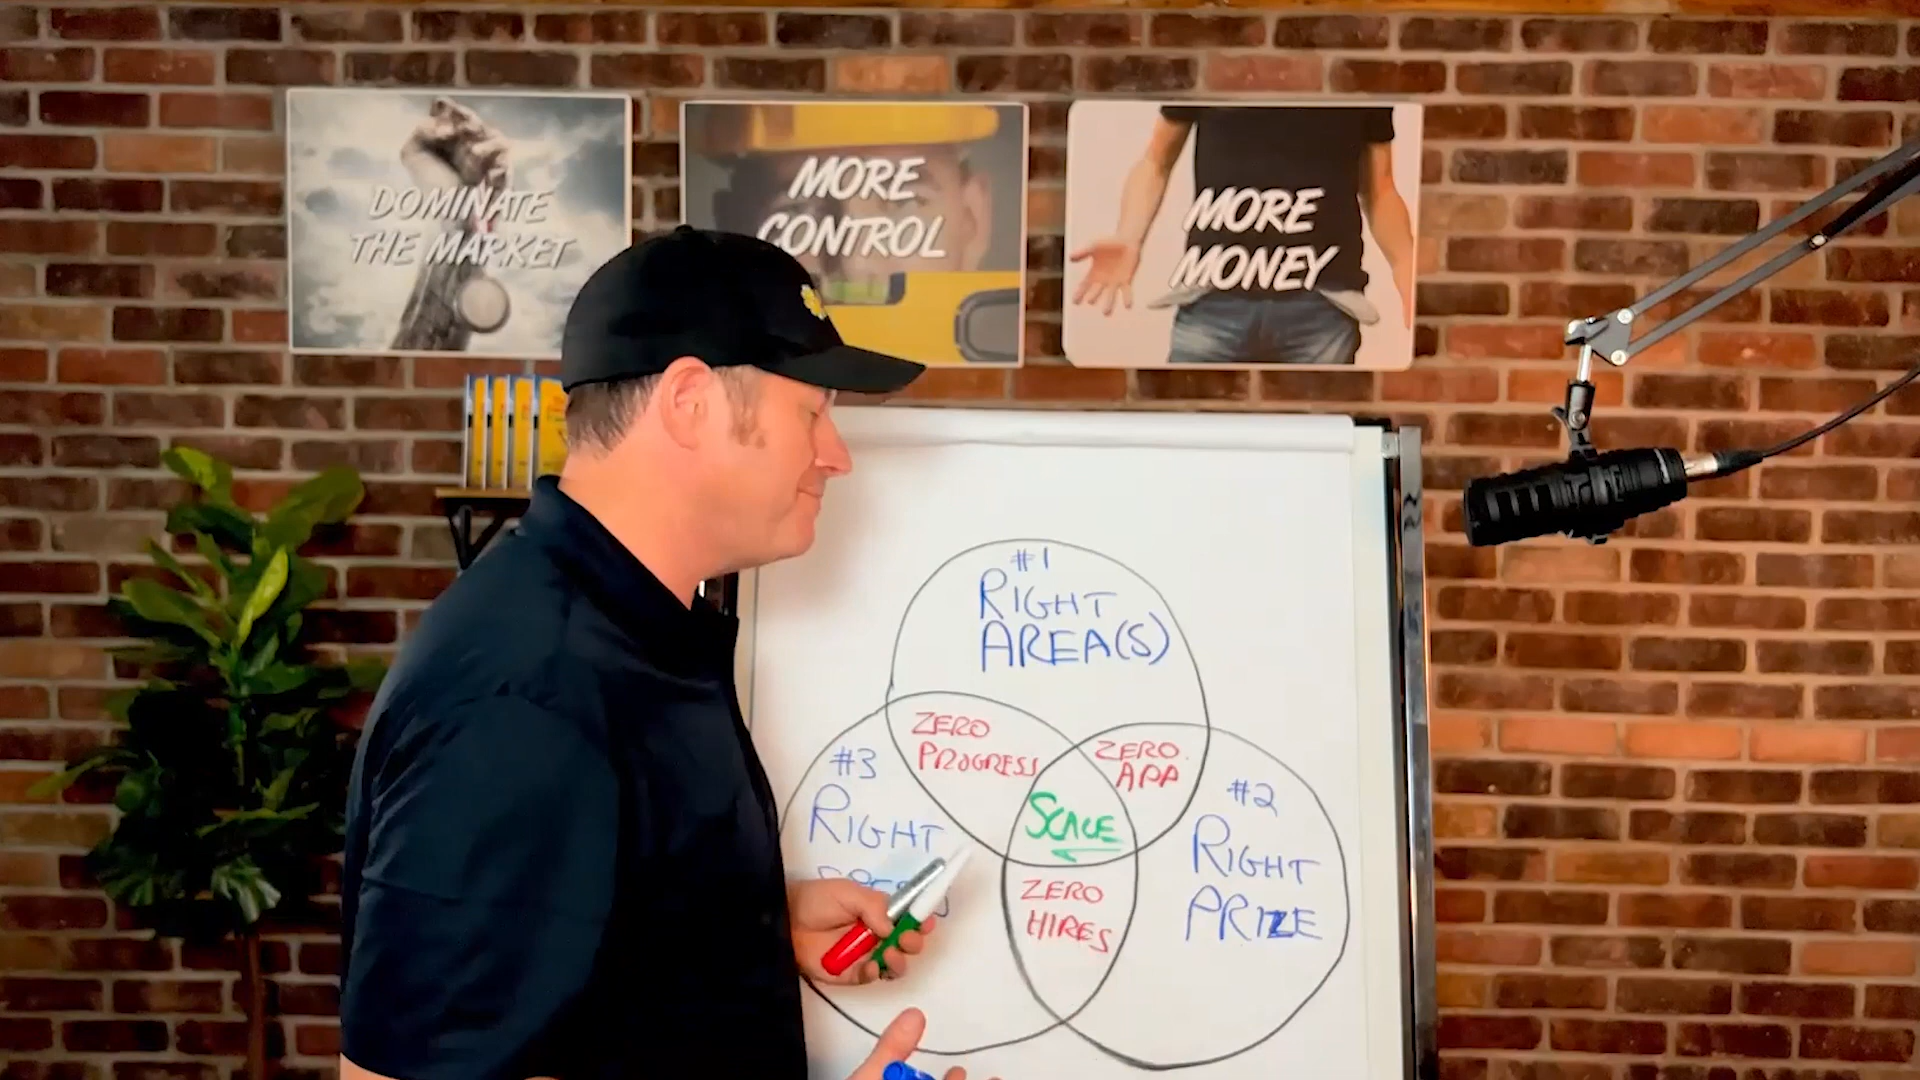 DOMINATE
THE MARKET
MORE
CONTROL
MORE
MONEY
#1
RIGHT
AREA(S)
ZERO
PROGRESS
ZERO
APP
#3
RIGHT
SCALE
#2
RIGHT
PRIZE
ZERO
HIRES